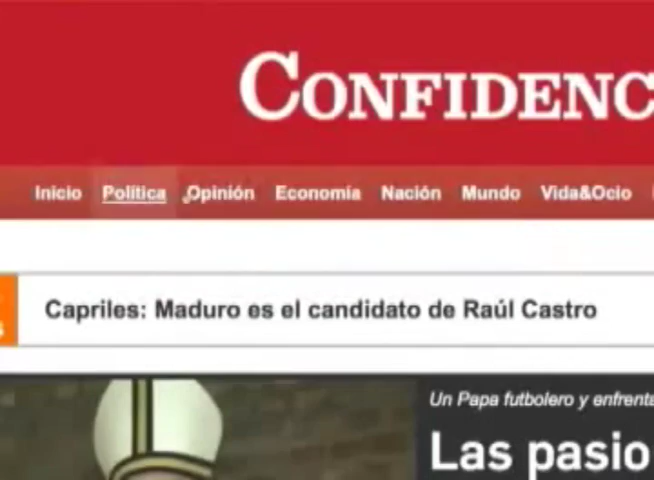 CONFIDENC
Inicio Política Opinión Economía Nación Mundo Vida&Ocio
Capriles: Maduro es el candidato de Raúl Castro
Un Papa futbolero y enfrenta
Las pasio